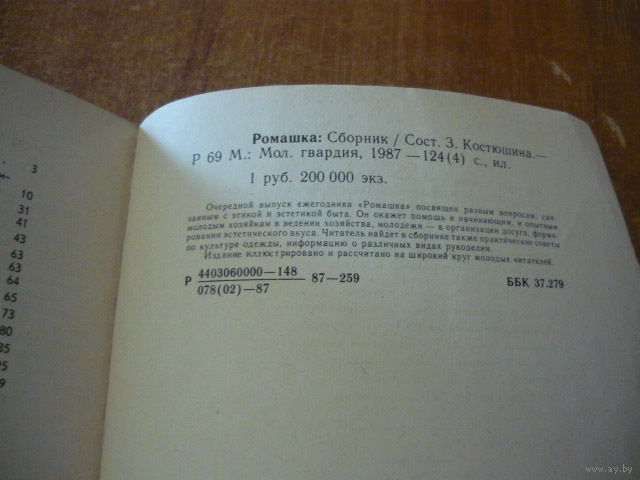 3
10
31
41
43
63
63
64
65
73
80
Ромашка: Сборник / Сост. З. Костюшина.—
Р 69 М.: Мол. гвардия, 1987 —124(4) с., ил.
1 руб. 200 000 экз.
Очередной выпуск ежегодника «Ромашка» посвящен разным вопросам, свя-
занным с этикой и эстетикой быта. Он окажет помощь и начинающим, и опытным
молодым хозяйкам в ведении хозяйства, молодежи — в организации досуга, форми-
ровании эстетического вкуса. Читатель найдет в сборнике также практические советы
по культуре одежды, информацию о различных видах рукоделия.
Издание иллюстрировано и рассчитано на широкий круг молодых читателей.
Р 4403060000—148 87—259 ББК 37.279
078(02)—87
www.ay.by